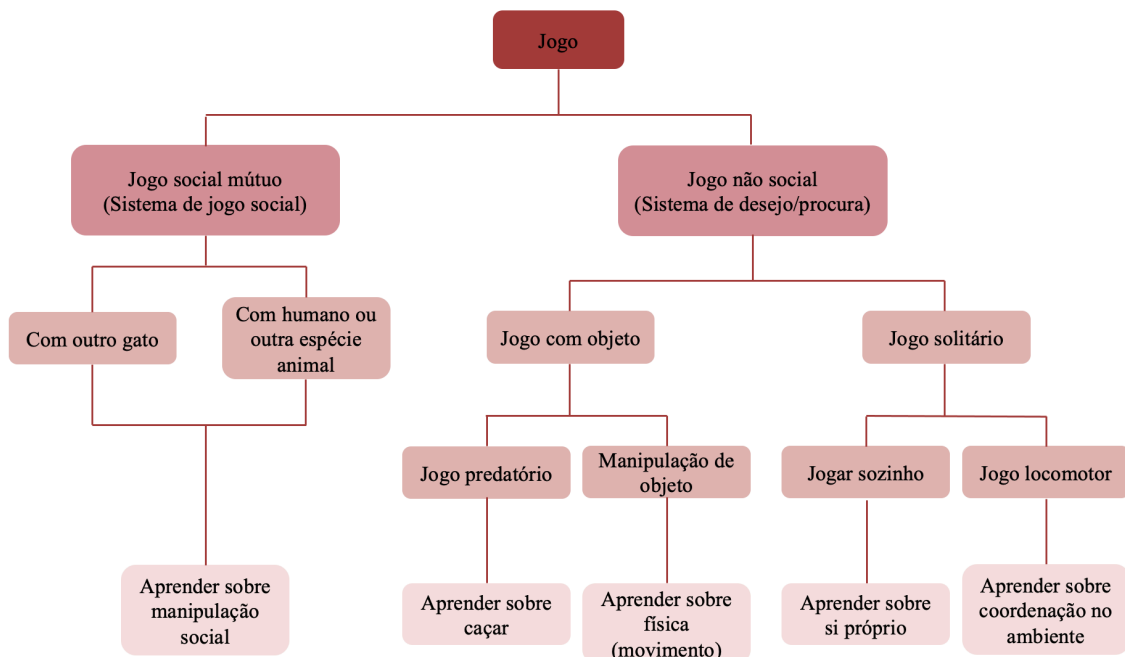 Jogo
Jogo social mútuo
(Sistema de jogo social)
Jogo não social
(Sistema de desejo/procura)
Com outro gato
Com humano ou
outra espécie
animal
Jogo com objeto
Jogo solitário
Jogo predatório
Manipulação de
objeto
Jogar sozinho
Jogo locomotor
Aprender sobre
manipulação
social
Aprender sobre
caçar
Aprender sobre
física
(movimento)
Aprender sobre
si próprio
Aprender sobre
coordenação no
ambiente